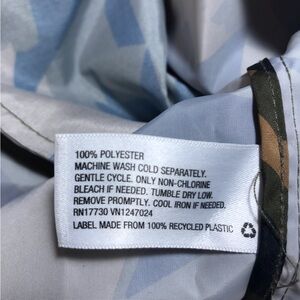 100% POLYESTER
MACHINE WASH COLD SEPARATELY.
GENTLE CYCLE. ONLY NON-CHLORINE
BLEACH IF NEEDED. TUMBLE DRY LOW.
REMOVE PROMPTLY. COOL IRON IF NEEDED.
RN17730 VN1247024
LABEL MADE FROM 100% RECYCLED PLASTIC